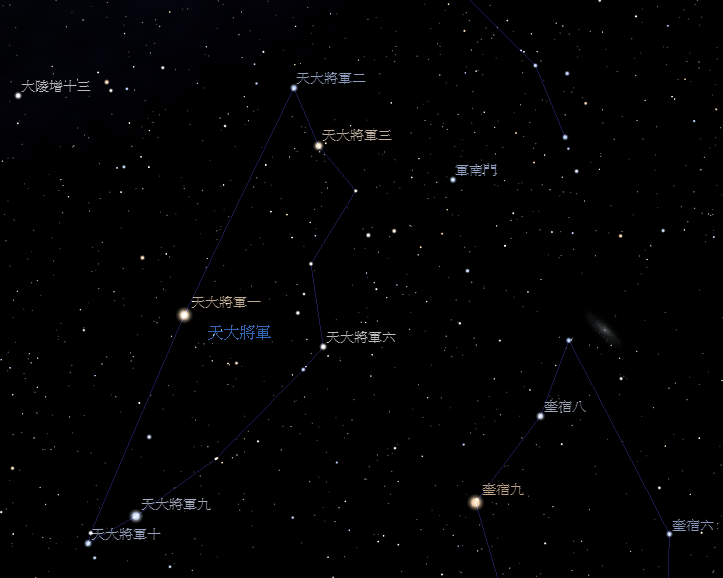 天大將軍二
大陵增十三
天大將軍三
軍南門
天大將軍一
天大將軍
天大將軍六
奎宿八
奎宿九
天大將軍九
奎宿六
天大將軍十